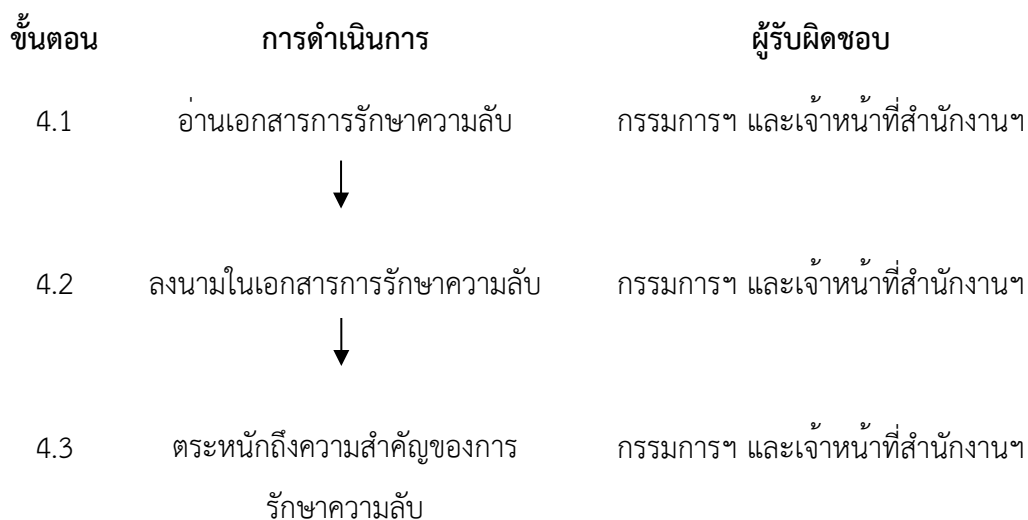 ขั้นตอน การดำเนินการ ผู้รับผิดชอบ
4.1 อ่านเอกสารการรักษาความลับ กรรมการฯ และเจ้าหน้าที่สำนักงานฯ
4.2 ลงนามในเอกสารการรักษาความลับ กรรมการฯ และเจ้าหน้าที่สำนักงานฯ
4.3 ตระหนักถึงความสำคัญของการ กรรมการฯ และเจ้าหน้าที่สำนักงานฯ
รักษาความลับ